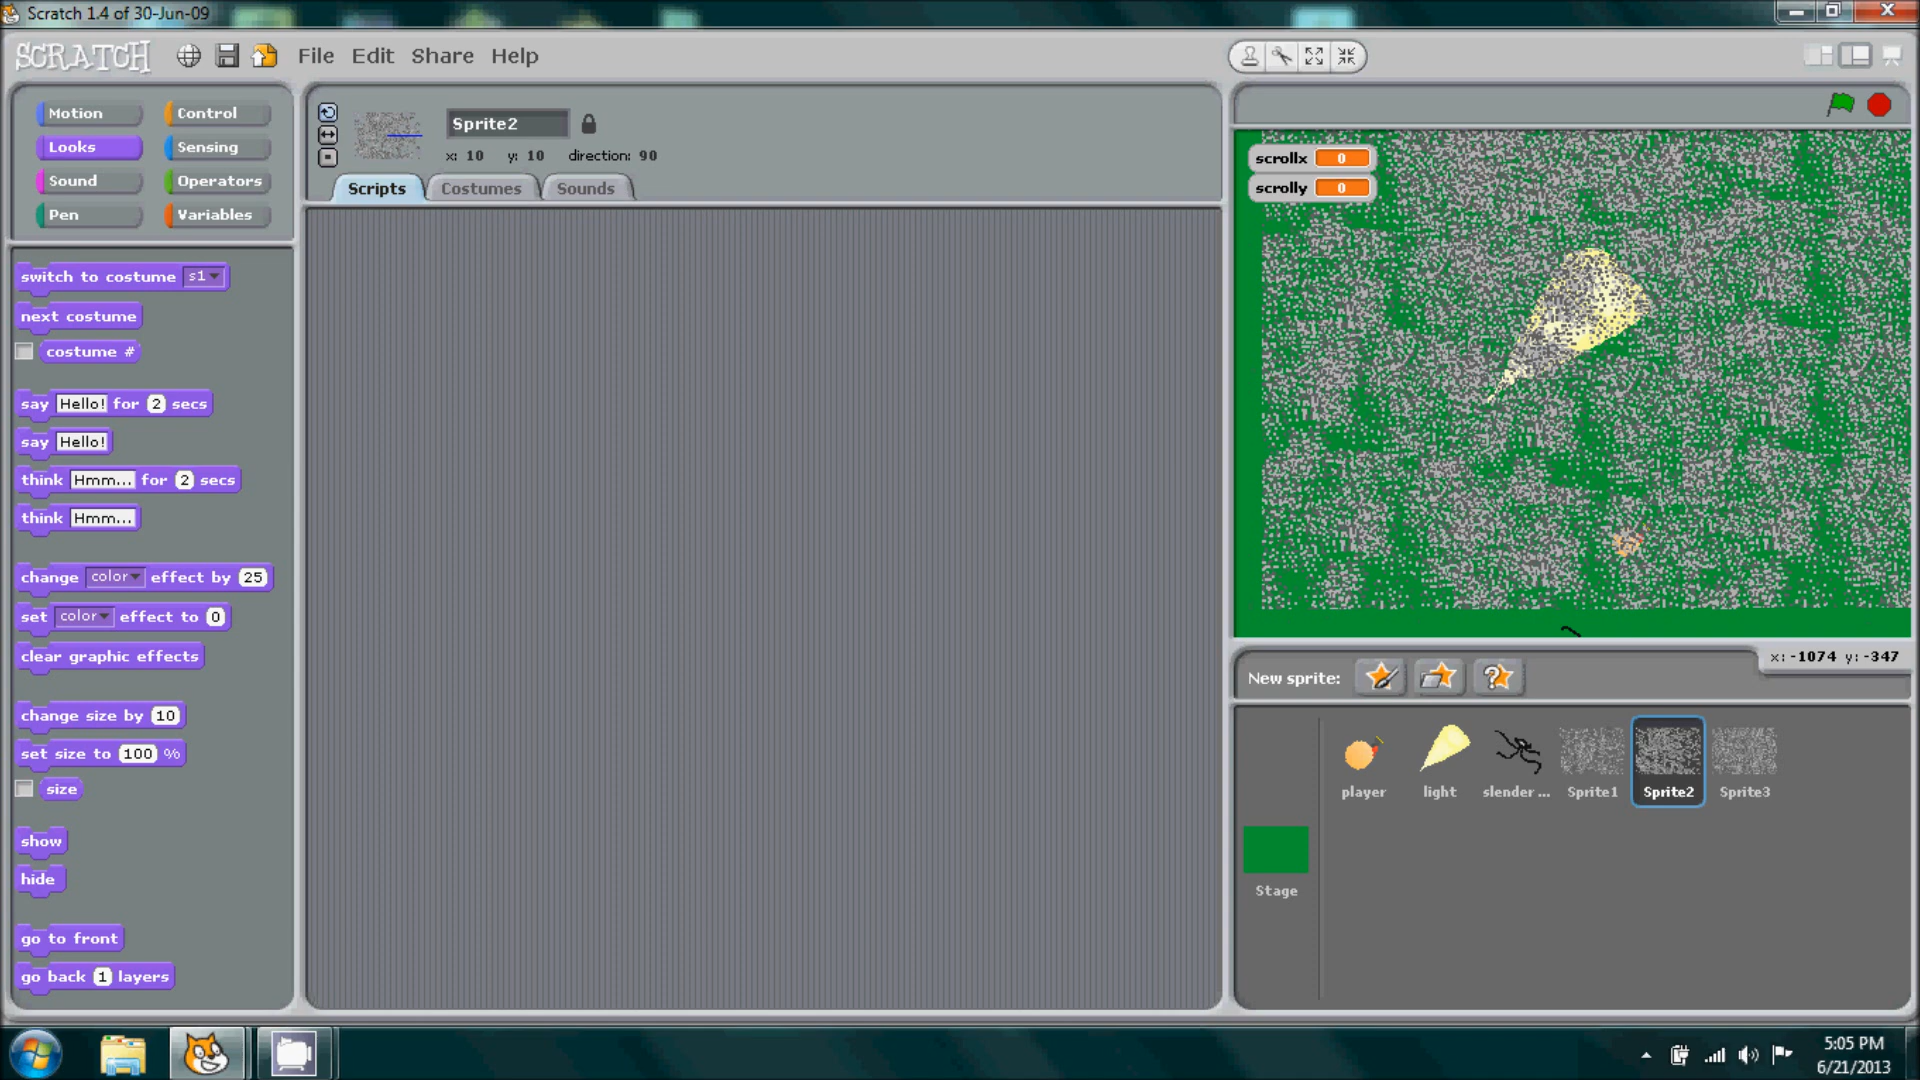 Scratch 1.4 of 30-Jun-09
SCRATCH File Edit Share Help
Motion Control
Looks Sensing
Sound Operators
Pen Variables
Sprite2
x: 10 y: 10 direction: 90
Scripts Costumes Sounds
switch to costume s1
next costume
costume #
say Hello! for 2 secs
say Hello!
think Hmm... for 2 secs
think Hmm...
change color effect by 25
set color effect to 0
clear graphic effects
change size by 10
set size to 100 %
size
show
hide
go to front
go back 1 layers
scrollx 0
scrolly 0
x: -1074 y: -347
New sprite:
player light slender ... Sprite1 Sprite2 Sprite3
Stage
5:05 PM
6/21/2013